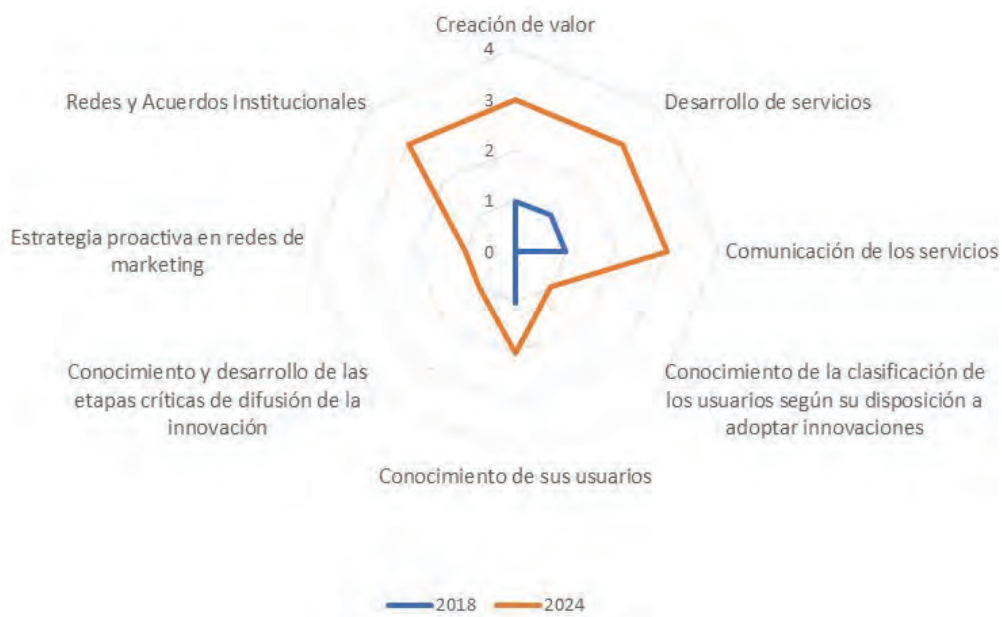 Creación de valor
4
Redes y Acuerdos Institucionales
Desarrollo de servicios
3
2
1
Estrategia proactiva en redes de
marketing
0
Comunicación de los servicios
Conocimiento y desarrollo de las
etapas críticas de difusión de la
innovación
Conocimiento de la clasificación de
los usuarios según su disposición a
adoptar innovaciones
Conocimiento de sus usuarios
2018
2024